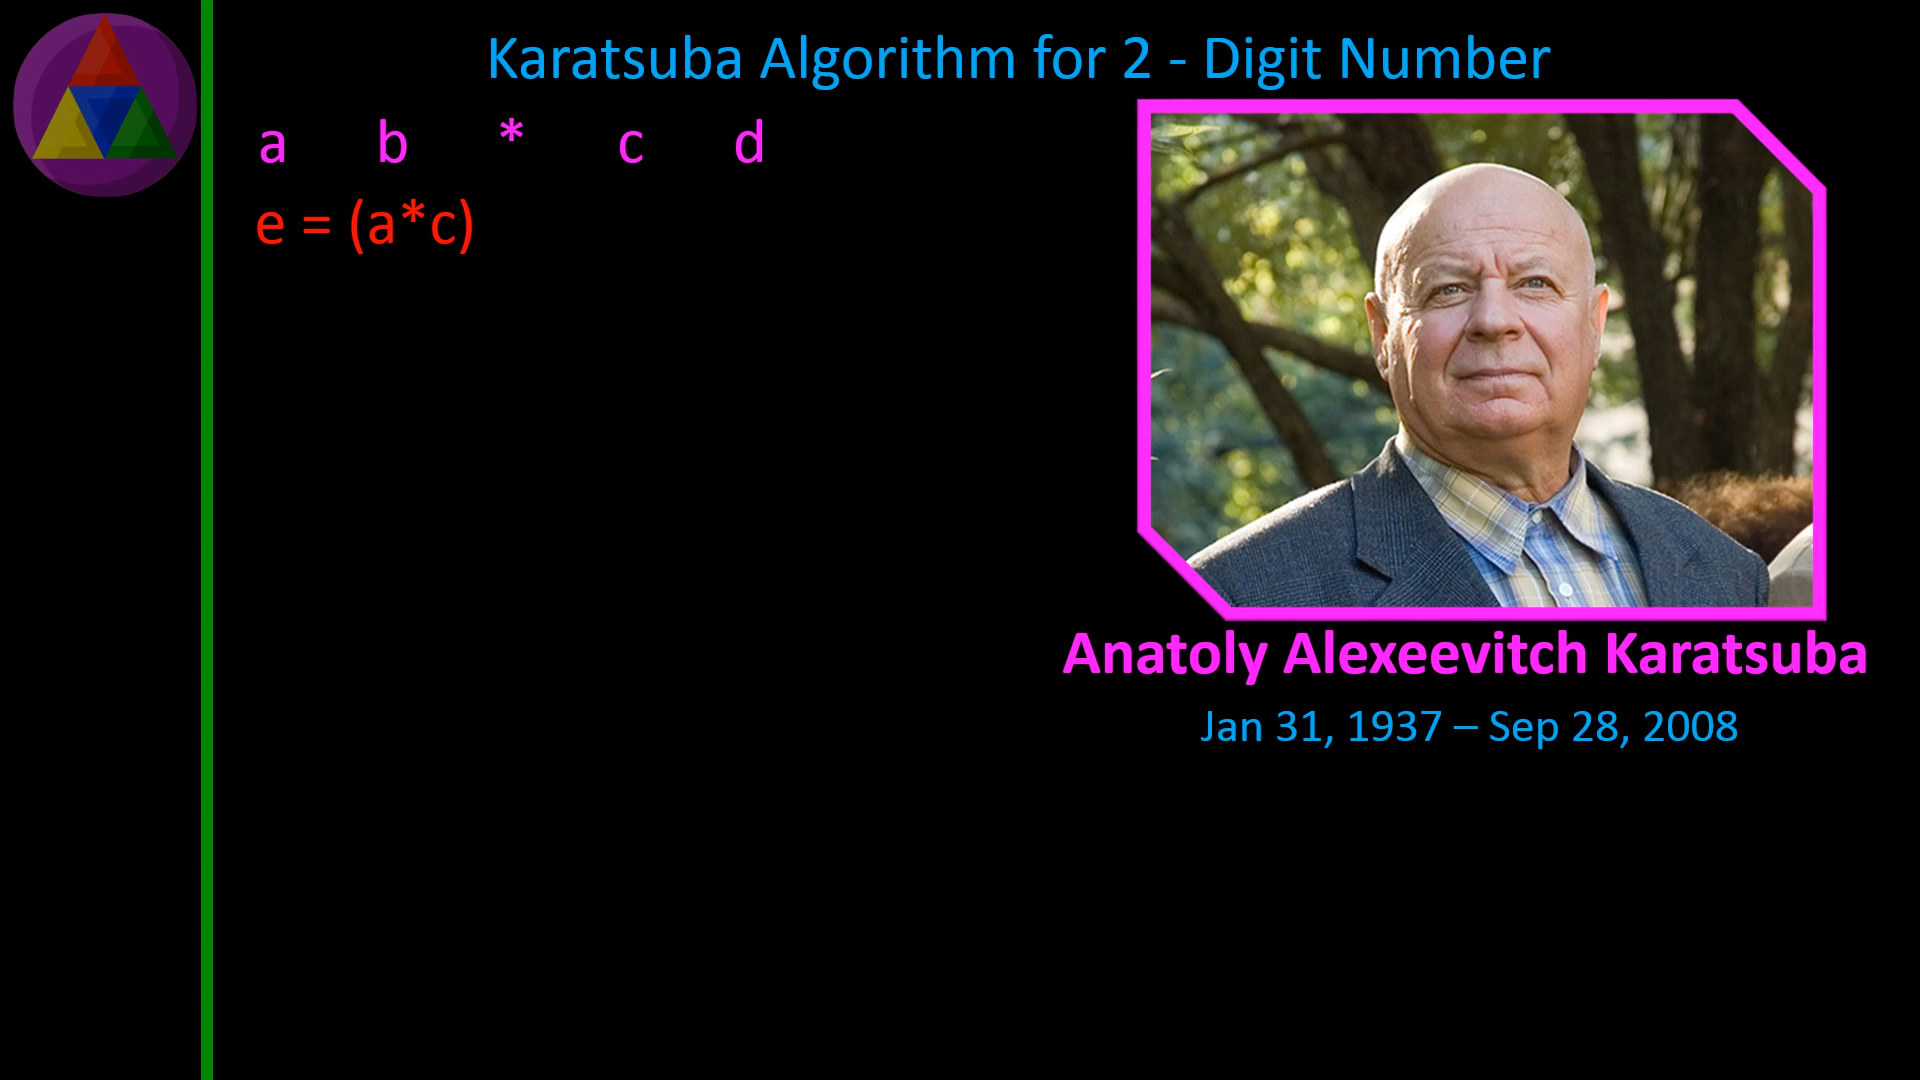 Karatsuba Algorithm for 2 - Digit Number
a b * c d
e = (a*c)
Anatoly Alexeevitch Karatsuba
Jan 31, 1937 – Sep 28, 2008